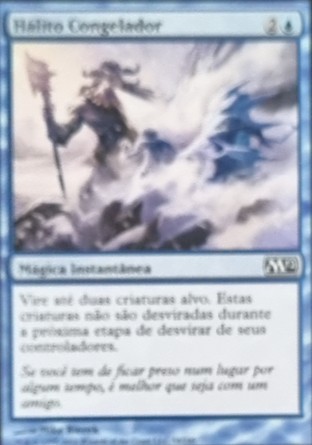 Hálito Congelador 2
Mágica Instantânea M12
Vire até duas criaturas alvo. Estas
criaturas não são desviradas durante
a próxima etapa de desvirar de seus
controladores.
Se você tem de ficar preso num lugar por
algum tempo, é melhor que seja com um
amigo.